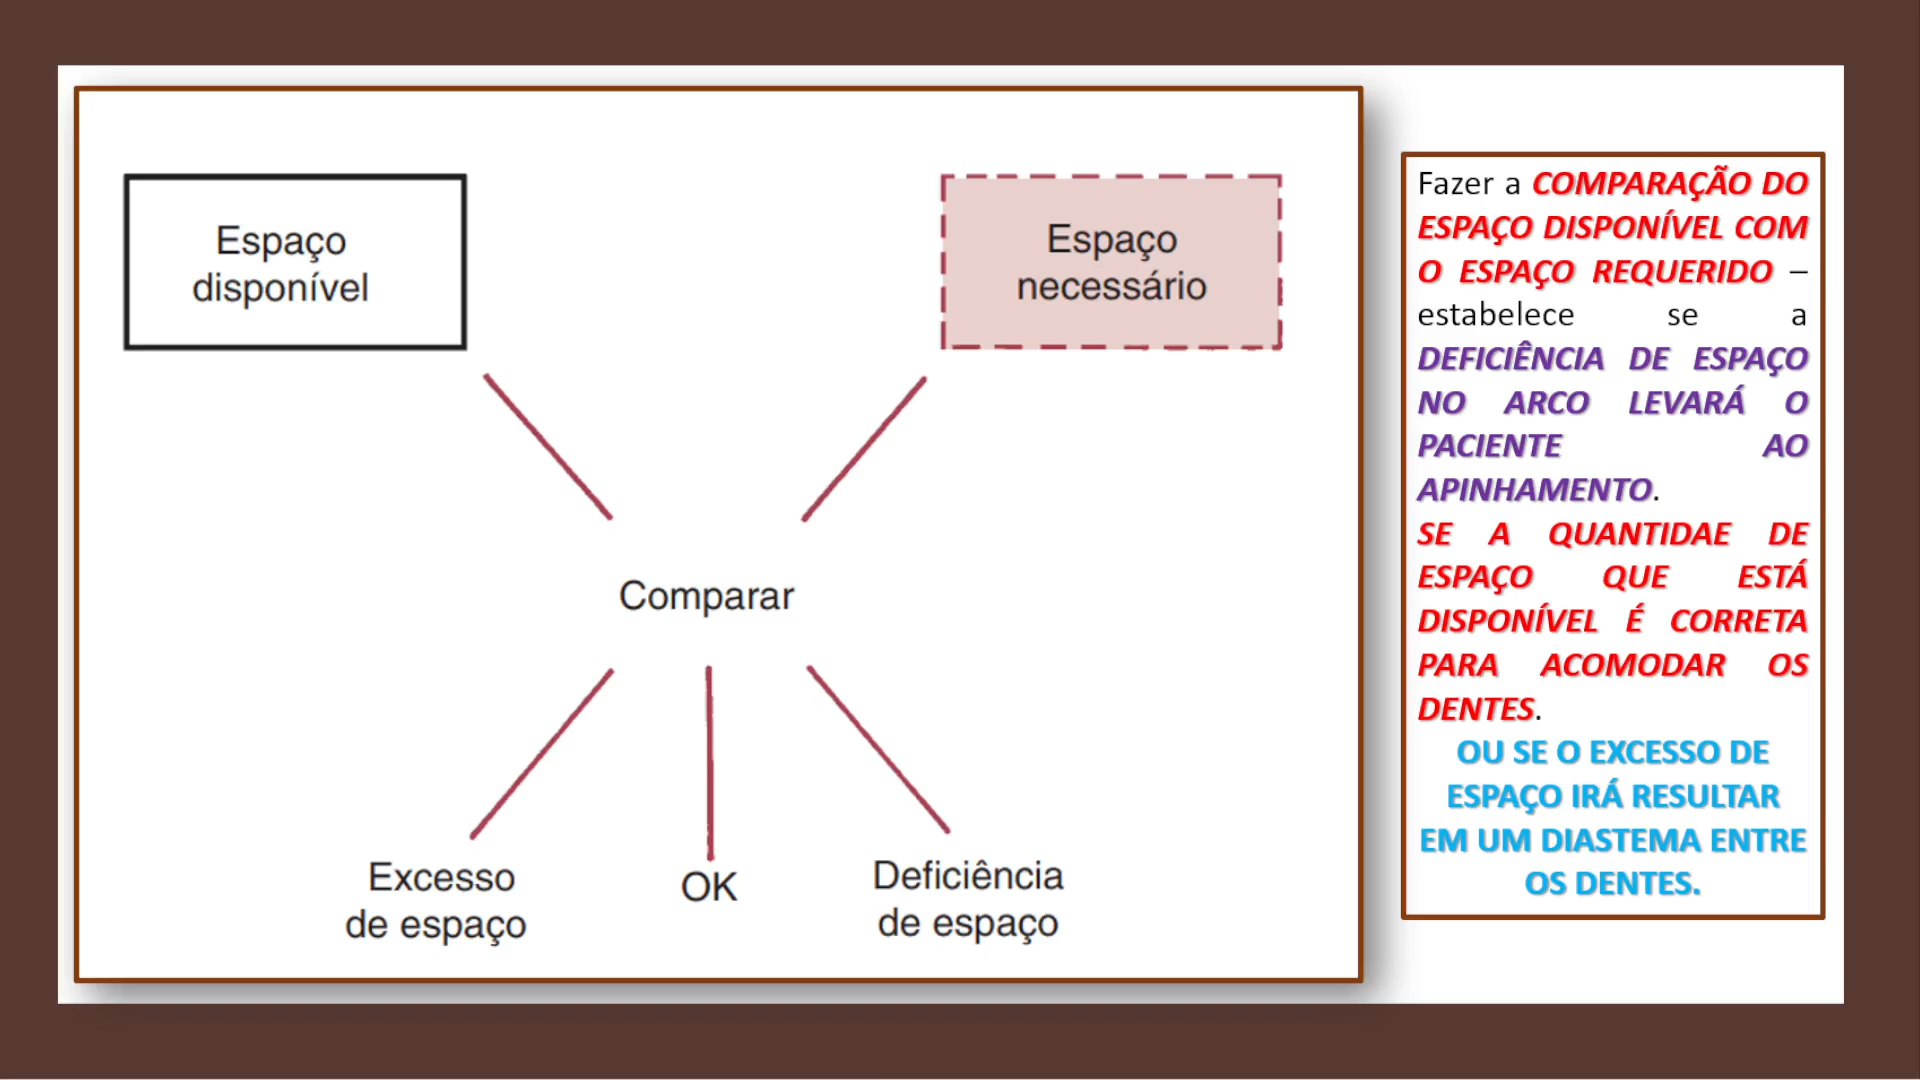 Espaço
disponível
Espaço
necessário
Comparar
Excesso
de espaço
OK
Deficiência
de espaço
Fazer a COMPARAÇÃO DO
ESPAÇO DISPONÍVEL COM
O ESPAÇO REQUERIDO –
estabelece se a
DEFICIÊNCIA DE ESPAÇO
NO ARCO LEVARÁ O
PACIENTE AO
APINHAMENTO.
SE A QUANTIDAE DE
ESPAÇO QUE ESTÁ
DISPONÍVEL É CORRETA
PARA ACOMODAR OS
DENTES.
OU SE O EXCESSO DE
ESPAÇO IRÁ RESULTAR
EM UM DIASTEMA ENTRE
OS DENTES.